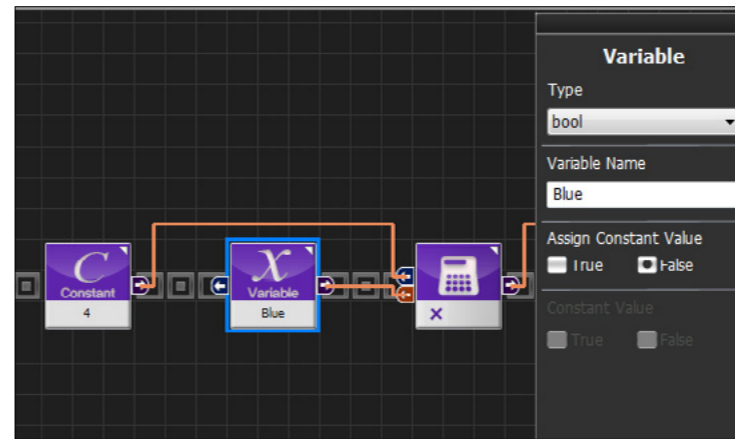 C
Constant
4
X
Variable
Blue
×
Variable
Type
bool
Variable Name
Blue
Assign Constant Value
True False
Constant Value
True False